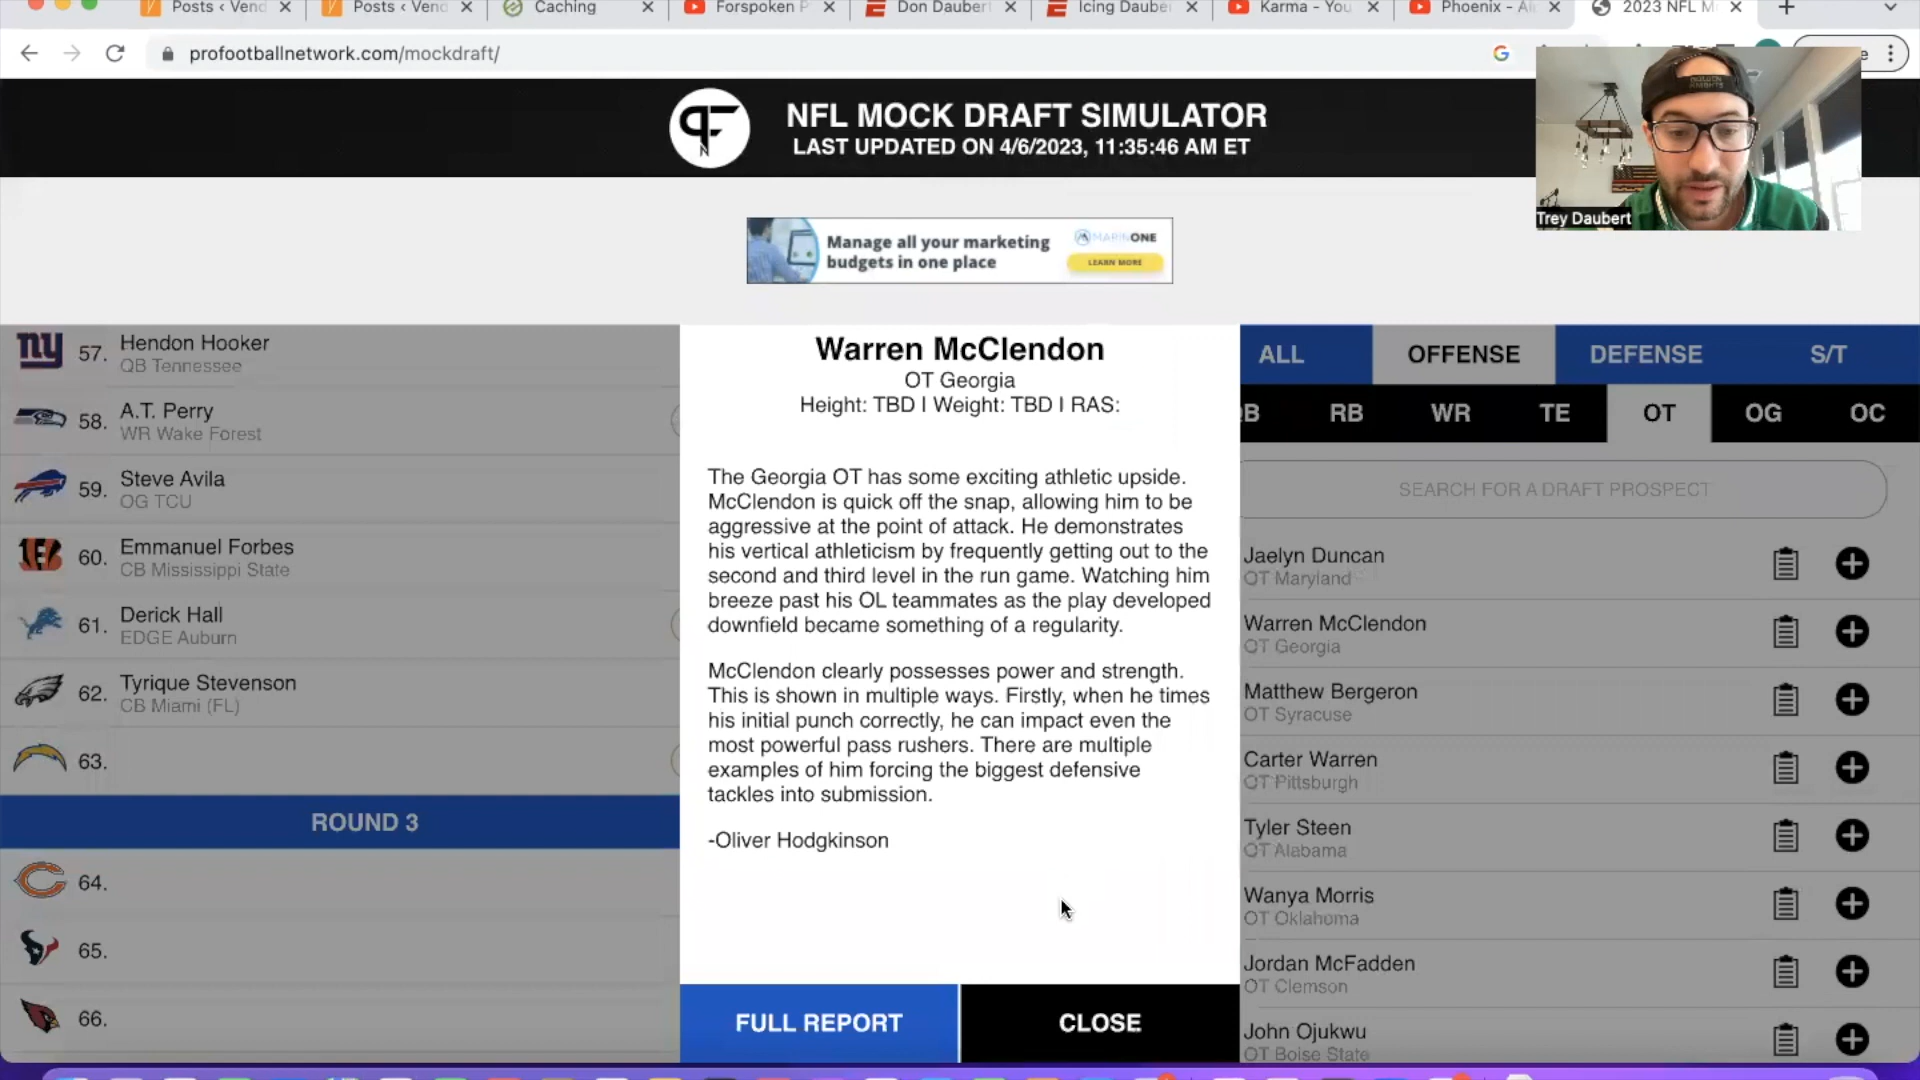 Posts ‹ Vend
Posts ‹ Vend
Caching
Forspoken P
Don Daubert
Icing Dauber
Karma - You
Phoenix - Al
2023 NFL M
profootballnetwork.com/mockdraft/
NFL MOCK DRAFT SIMULATOR
LAST UPDATED ON 4/6/2023, 11:35:46 AM ET
Trey Daubert
Manage all your marketing
budgets in one place
MARINONE
LEARN MORE
57. Hendon Hooker
QB Tennessee
58. A.T. Perry
WR Wake Forest
59. Steve Avila
OG TCU
60. Emmanuel Forbes
CB Mississippi State
61. Derick Hall
EDGE Auburn
62. Tyrique Stevenson
CB Miami (FL)
63.
ROUND 3
64.
65.
66.
Warren McClendon
OT Georgia
Height: TBD I Weight: TBD I RAS:
The Georgia OT has some exciting athletic upside.
McClendon is quick off the snap, allowing him to be
aggressive at the point of attack. He demonstrates
his vertical athleticism by frequently getting out to the
second and third level in the run game. Watching him
breeze past his OL teammates as the play developed
downfield became something of a regularity.
McClendon clearly possesses power and strength.
This is shown in multiple ways. Firstly, when he times
his initial punch correctly, he can impact even the
most powerful pass rushers. There are multiple
examples of him forcing the biggest defensive
tackles into submission.
-Oliver Hodgkinson
FULL REPORT
CLOSE
ALL
OFFENSE
DEFENSE
S/T
RB
WR
TE
OT
OG
OC
SEARCH FOR A DRAFT PROSPECT
Jaelyn Duncan
OT Maryland
Warren McClendon
OT Georgia
Matthew Bergeron
OT Syracuse
Carter Warren
OT Pittsburgh
Tyler Steen
OT Alabama
Wanya Morris
OT Oklahoma
Jordan McFadden
OT Clemson
John Ojukwu
OT Boise State